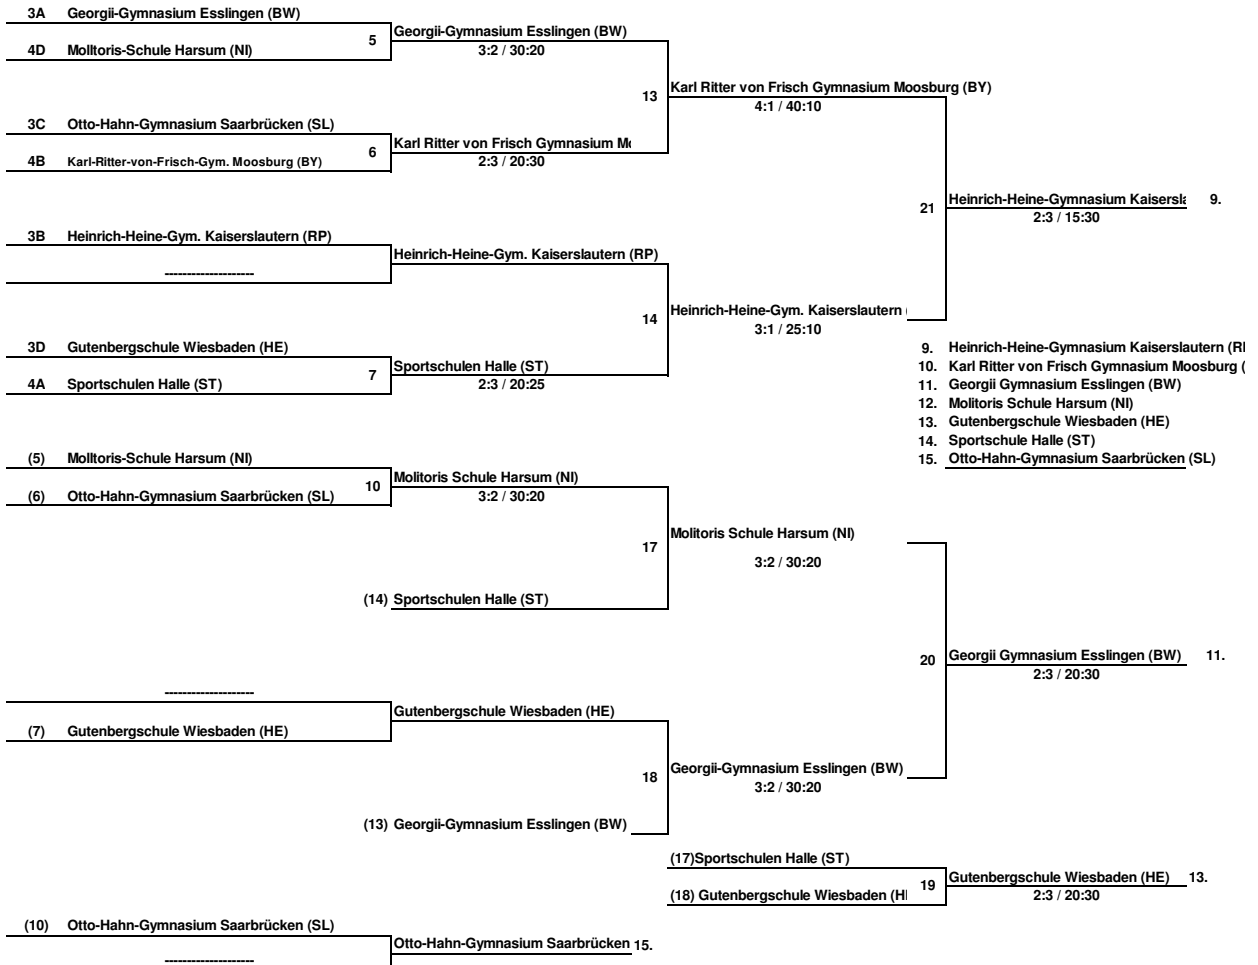 3A Georgii-Gymnasium Esslingen (BW)
5 Georgii-Gymnasium Esslingen (BW)
4D Molltoris-Schule Harsum (NI)
3:2 / 30:20
13 Karl Ritter von Frisch Gymnasium Moosburg (BY)
4:1 / 40:10
3C Otto-Hahn-Gymnasium Saarbrücken (SL)
6 Karl Ritter von Frisch Gymnasium Mo
4B Karl-Ritter-von-Frisch-Gym. Moosburg (BY)
2:3 / 20:30
21 Heinrich-Heine-Gymnasium Kaisersla 9.
2:3 / 15:30
3B Heinrich-Heine-Gym. Kaiserslautern (RP)
Heinrich-Heine-Gym. Kaiserslautern (RP)
--------------------
14 Heinrich-Heine-Gym. Kaiserslautern (
3:1 / 25:10
3D Gutenbergschule Wiesbaden (HE)
7 Sportschulen Halle (ST)
4A Sportschulen Halle (ST)
2:3 / 20:25
9. Heinrich-Heine-Gymnasium Kaiserslautern (RP
10. Karl Ritter von Frisch Gymnasium Moosburg (
11. Georgii Gymnasium Esslingen (BW)
12. Molitoris Schule Harsum (NI)
13. Gutenbergschule Wiesbaden (HE)
14. Sportschule Halle (ST)
15. Otto-Hahn-Gymnasium Saarbrücken (SL)
(5) Molltoris-Schule Harsum (NI)
10 Molitoris Schule Harsum (NI)
(6) Otto-Hahn-Gymnasium Saarbrücken (SL)
3:2 / 30:20
17 Molitoris Schule Harsum (NI)
3:2 / 30:20
(14) Sportschulen Halle (ST)
20 Georgii Gymnasium Esslingen (BW) 11.
2:3 / 20:30
--------------------
Gutenbergschule Wiesbaden (HE)
(7) Gutenbergschule Wiesbaden (HE)
18 Georgii-Gymnasium Esslingen (BW)
3:2 / 30:20
(13) Georgii-Gymnasium Esslingen (BW)
(17)Sportschulen Halle (ST)
19 Gutenbergschule Wiesbaden (HE) 13.
(18) Gutenbergschule Wiesbaden (H
2:3 / 20:30
(10) Otto-Hahn-Gymnasium Saarbrücken (SL)
Otto-Hahn-Gymnasium Saarbrücken 15.
--------------------